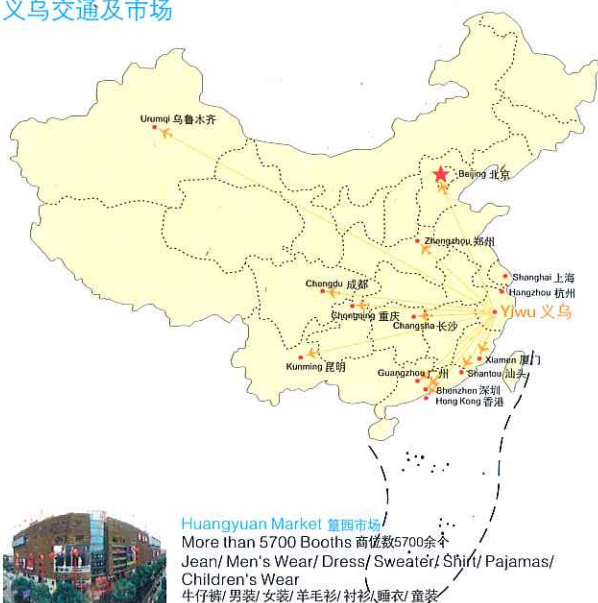 义乌交通及市场
Urumqi 乌鲁木齐
Beijing 北京
Zhengzhou 郑州
Shanghai 上海
Chengdu 成都
Hangzhou 杭州
Yiwu 义乌
Chongqing 重庆
Changsha 长沙
Xiamen 厦门
Kunming 昆明
Guangzhou 广州
Shantou 汕头
Shenzhen 深圳
Hong Kong 香港
Huangyuan Market 篁园市场
More than 5700 Booths 商位数5700余个
Jean/ Men's Wear/ Dress/ Sweater/ Shirt/ Pajamas/
Children's Wear
牛仔裤/ 男装/ 女装/ 羊毛衫/ 衬衫/ 睡衣/ 童装